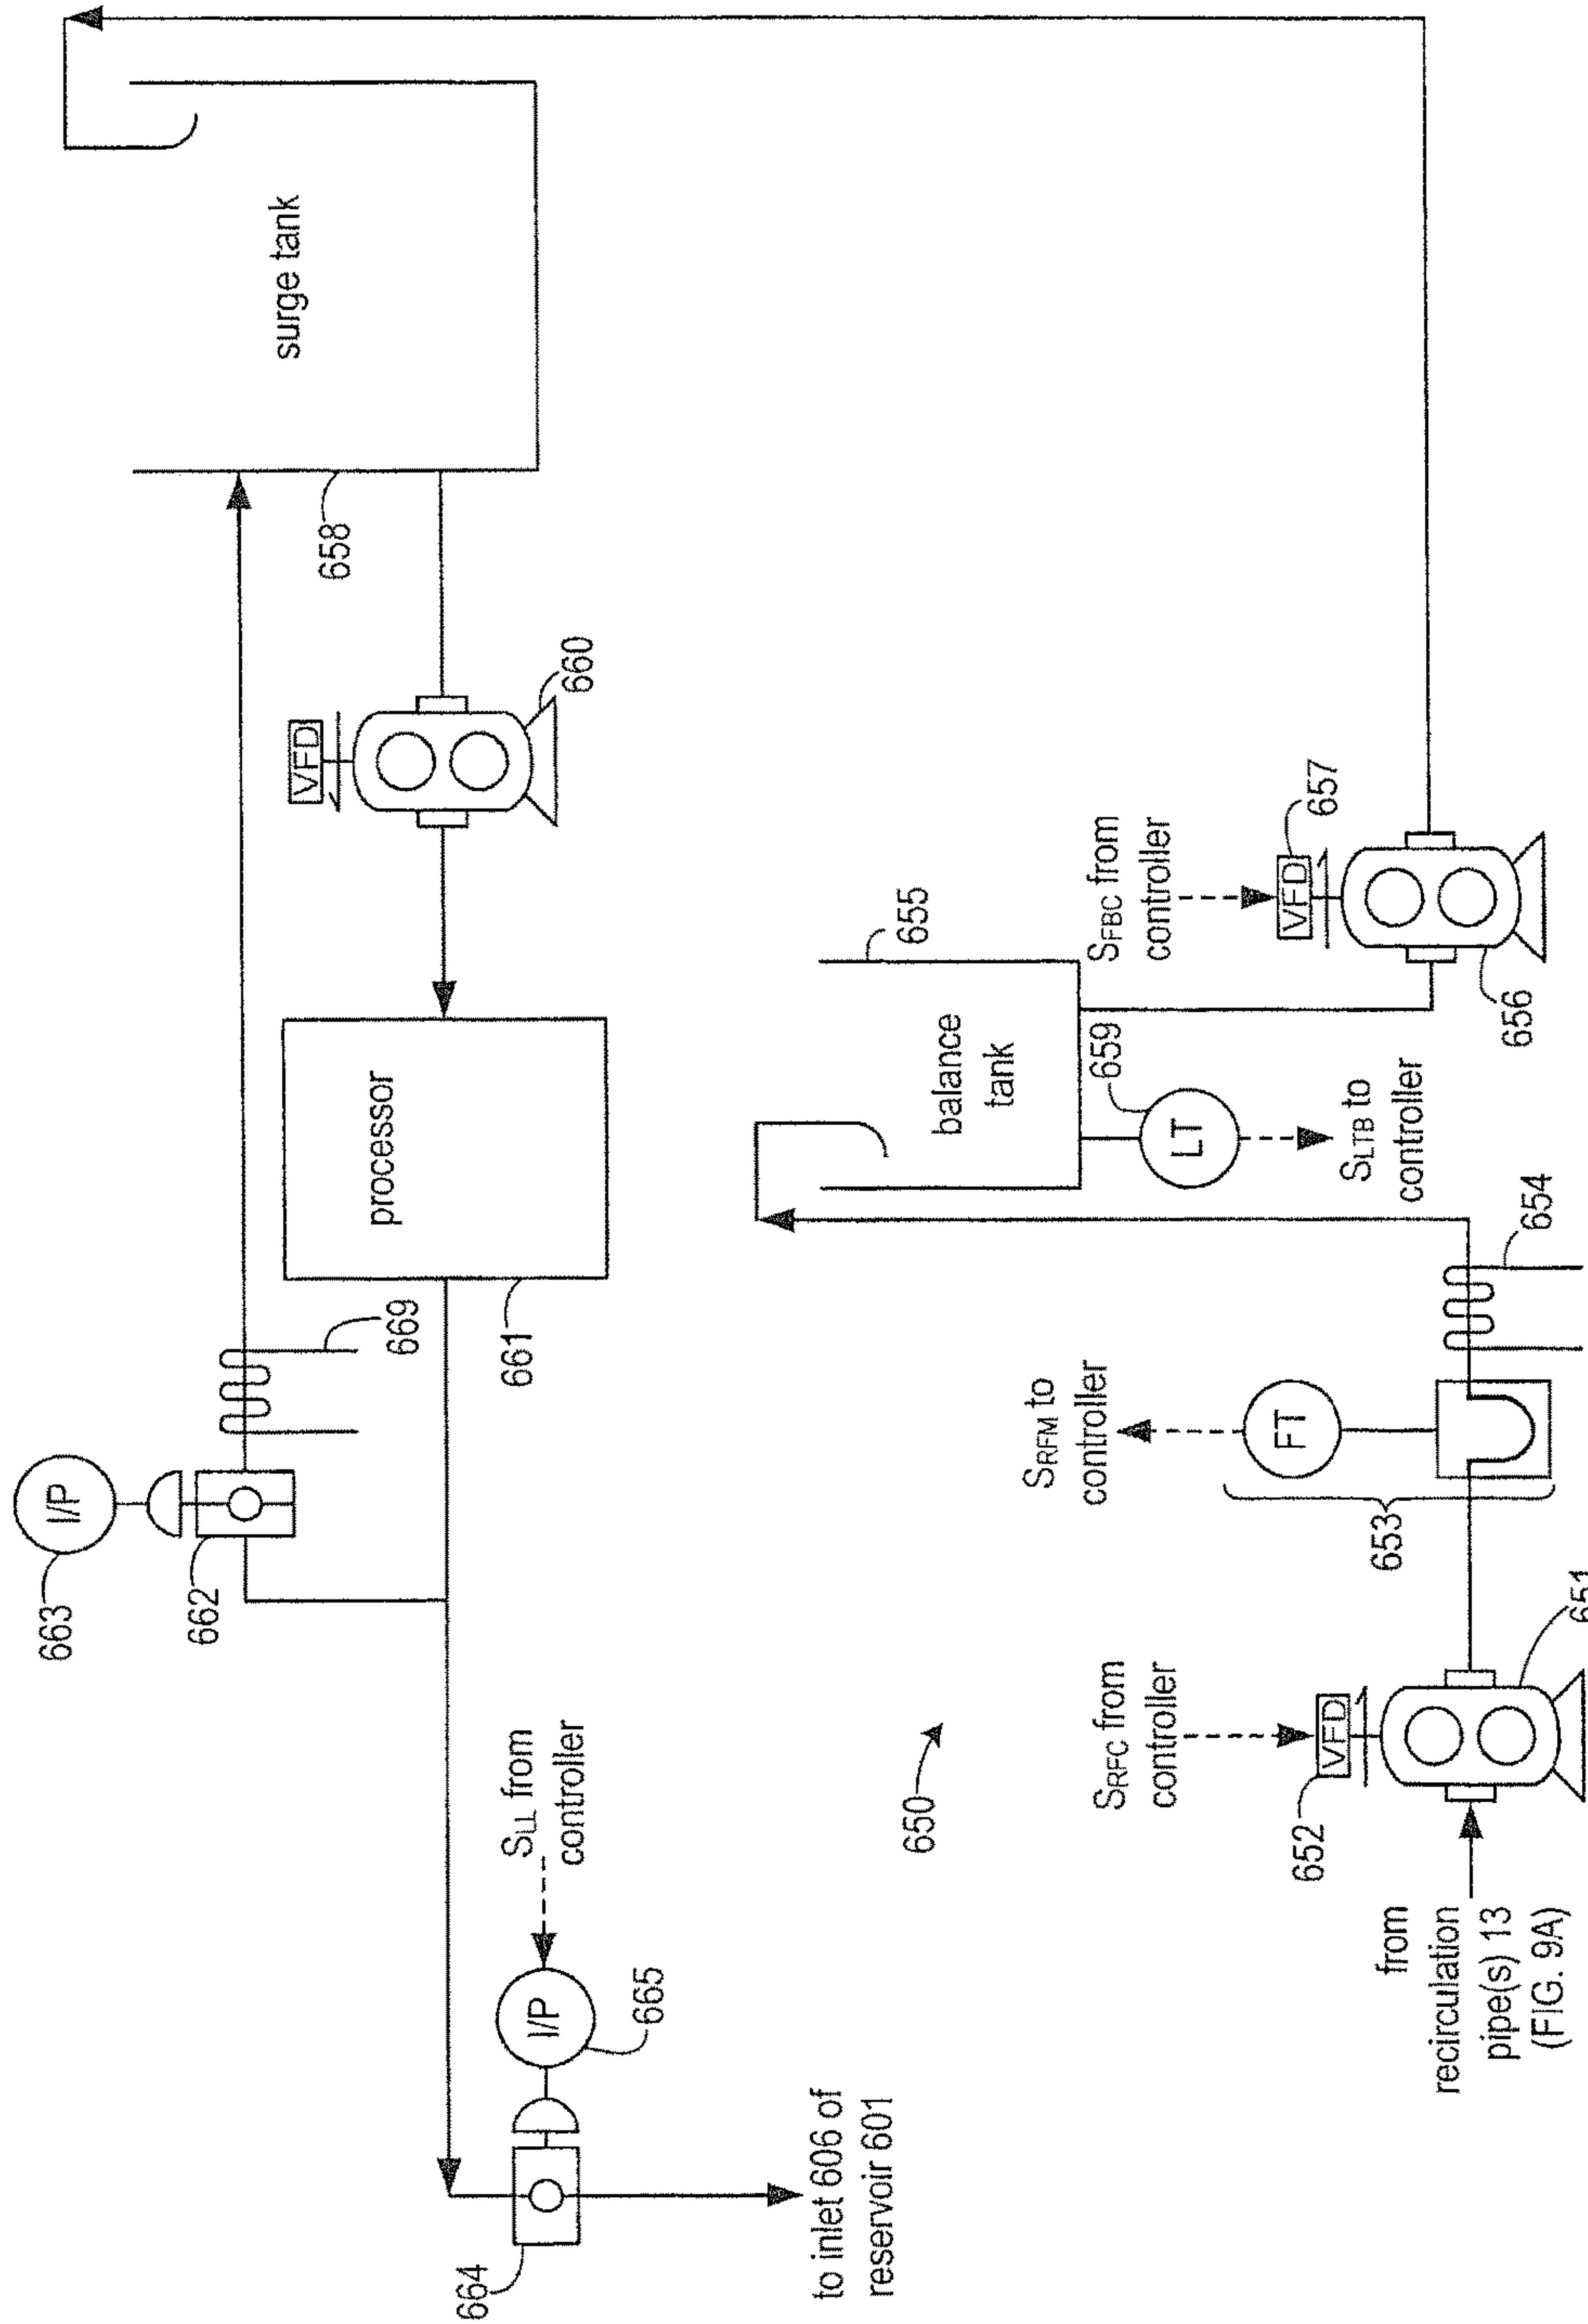 surge tank
658
VFD
660
processor
661
669
I/P
663
662
SLL from
controller
I/P
665
664
to inlet 606 of
reservoir 601
650
SFBC from
controller
VFD
657
656
655
balance
tank
659
LT
SLTB to
controller
654
SRFM to
controller
FT
653
SRFC from
controller
VFD
652
651
from
recirculation
pipe(s) 13
(FIG. 9A)